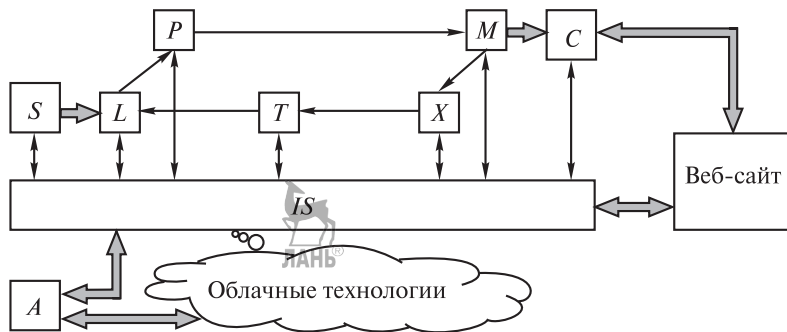 P
M
C
S
L
T
X
Веб-сайт
IS
ЛАНЬ®
A
Облачные технологии